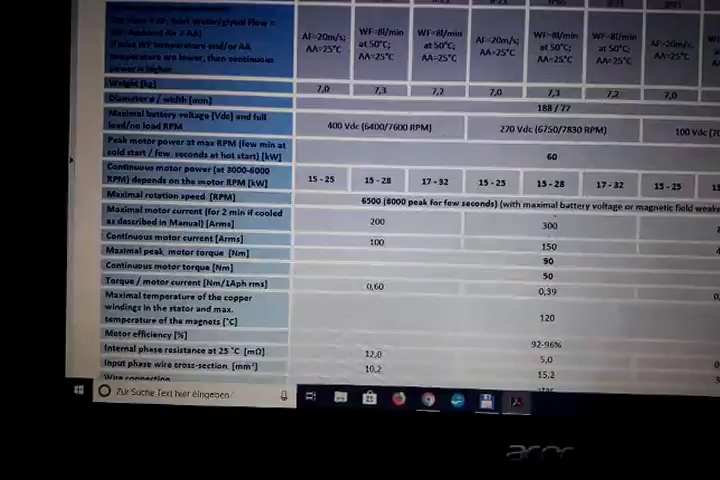 temperature are lower, then continuous
power is higher
AF=20m/s; AA=25°C
WF=8l/min at 50°C; AA=25°C
WF=8l/min at 50°C; AA=25°C
AF=20m/s; AA=25°C
WF=8l/min at 50°C; AA=25°C
WF=8l/min at 50°C; AA=25°C
AF=20m/s; AA=25°C
Weight [kg] 7,0 7,3 7,2 7,0 7,3 7,2 7,0
Diameter ø / width [mm] 188 / 77
Maximal battery voltage [Vdc] and full
load/no load RPM 400 Vdc (6400/7600 RPM) 270 Vdc (6750/7830 RPM) 100 Vdc
Peak motor power at max RPM (few min at
cold start / few seconds at hot start) [kW] 60
Continuous motor power (at 3000-6000
RPM) depends on the motor RPM [kW] 15 - 25 15 - 28 17 - 32 15 - 25 15 - 28 17 - 32 15 - 25
Maximal rotation speed [RPM] 6500 (8000 peak for few seconds) (with maximal battery voltage or magnetic field
Maximal motor current (for 2 min if cooled
as described in Manual) [Arms] 200 300
Continuous motor current [Arms] 100 150
Maximal peak motor torque [Nm] 90
Continuous motor torque [Nm] 50
Torque / motor current [Nm/1Aph rms] 0,60 0,39
Maximal temperature of the copper
windings in the stator and max.
temperature of the magnets [°C] 120
Motor efficiency [%] 92-96%
Internal phase resistance at 25 °C [mΩ] 12,0 5,0
Input phase wire cross-section [mm²] 10,2 15,2
Wire connection
Zur Suche Text hier eingeben
acer